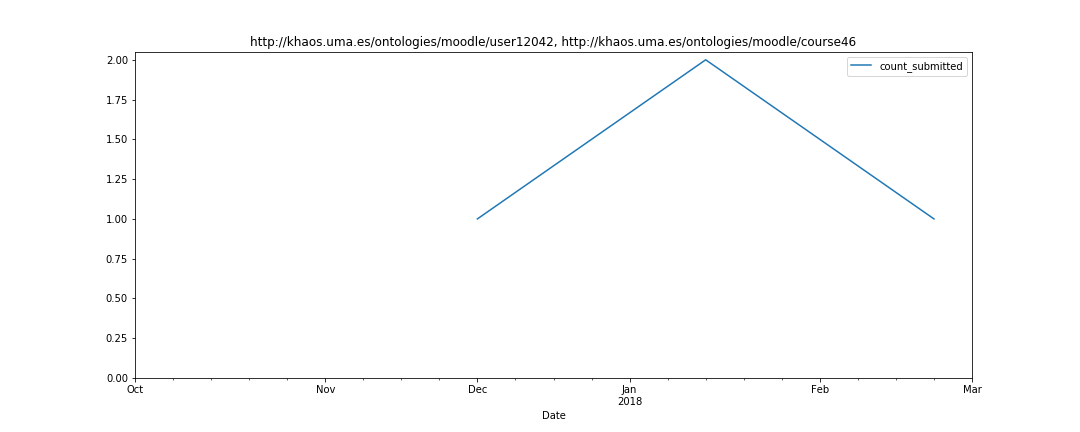 http://khaos.uma.es/ontologies/moodle/user12042, http://khaos.uma.es/ontologies/moodle/course46
count_submitted
2.00
1.75
1.50
1.25
1.00
0.75
0.50
0.25
0.00
Oct Nov Dec Jan Feb Mar
2018
Date